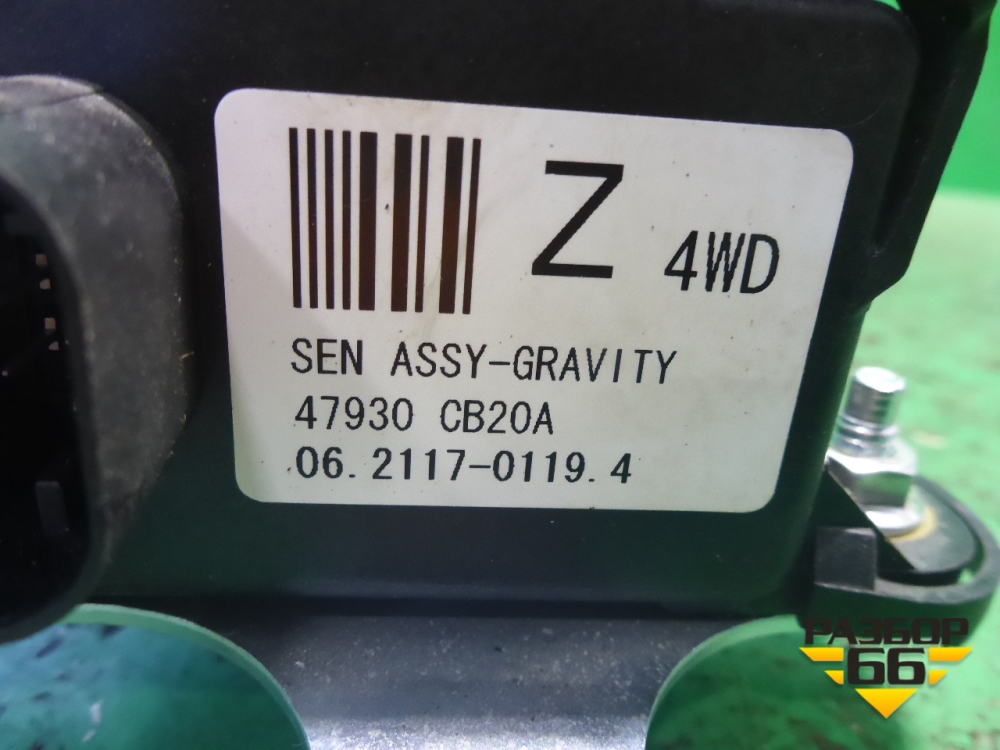 Z 4WD
SEN ASSY-GRAVITY
47930 CB20A
06.2117-0119.4
РАЗБОР
66